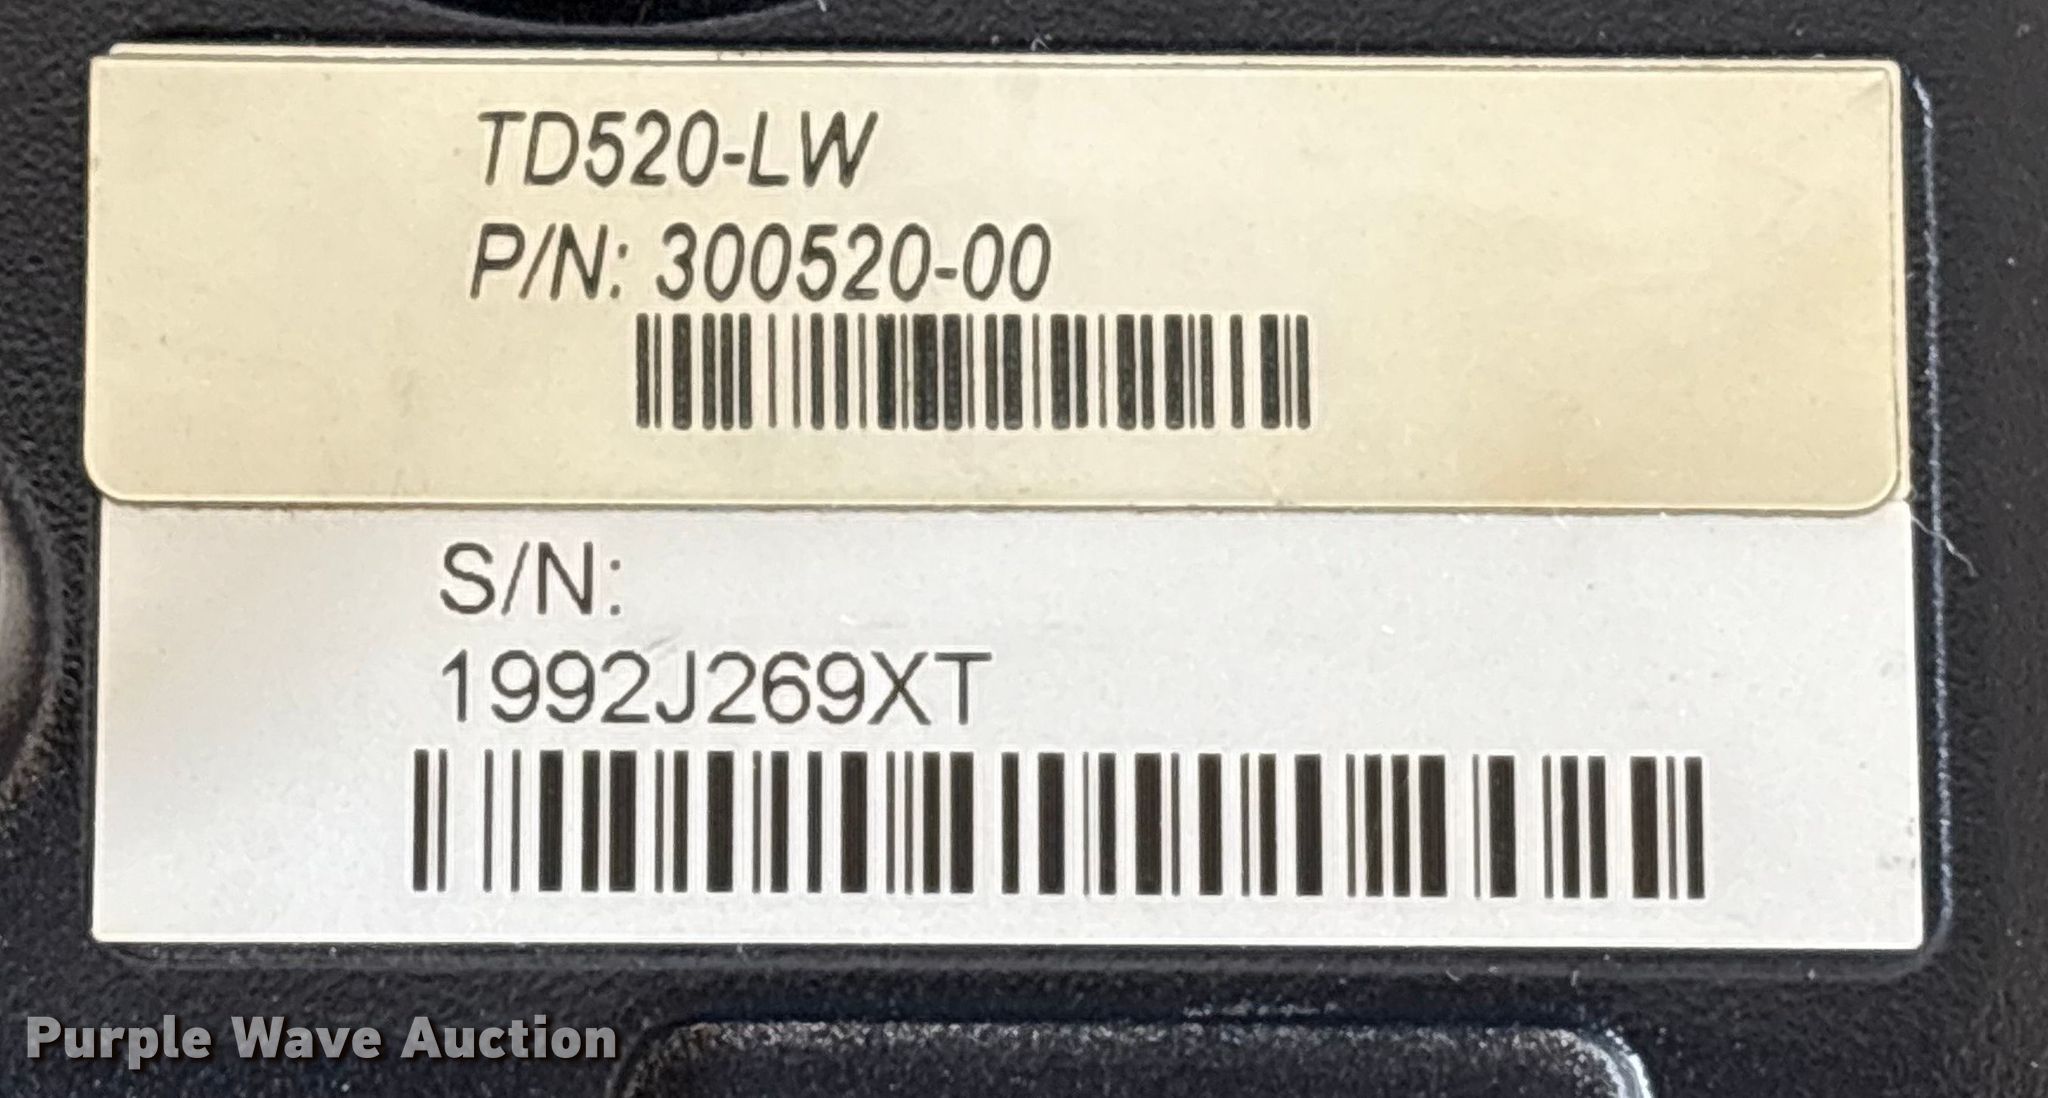 TD520-LW
P/N: 300520-00
S/N:
1992J269XT
Purple Wave Auction